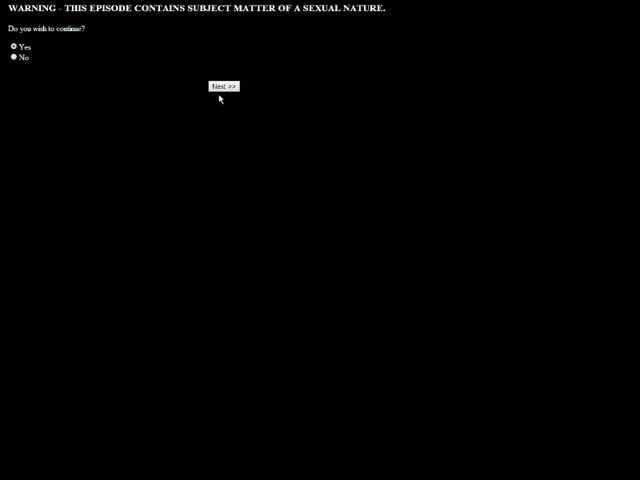 WARNING - THIS EPISODE CONTAINS SUBJECT MATTER OF A SEXUAL NATURE.
Do you wish to continue?
Yes
No
Next >>